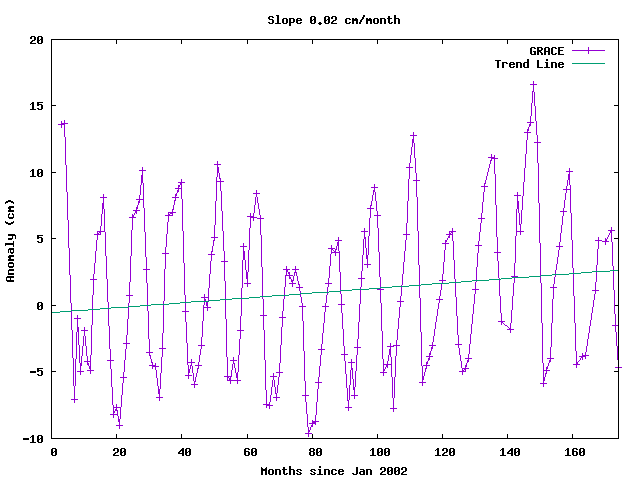 Slope 0.02 cm/month
GRACE
Trend Line
20
15
10
5
0
-5
-10
Anomaly (cm)
0 20 40 60 80 100 120 140 160
Months since Jan 2002